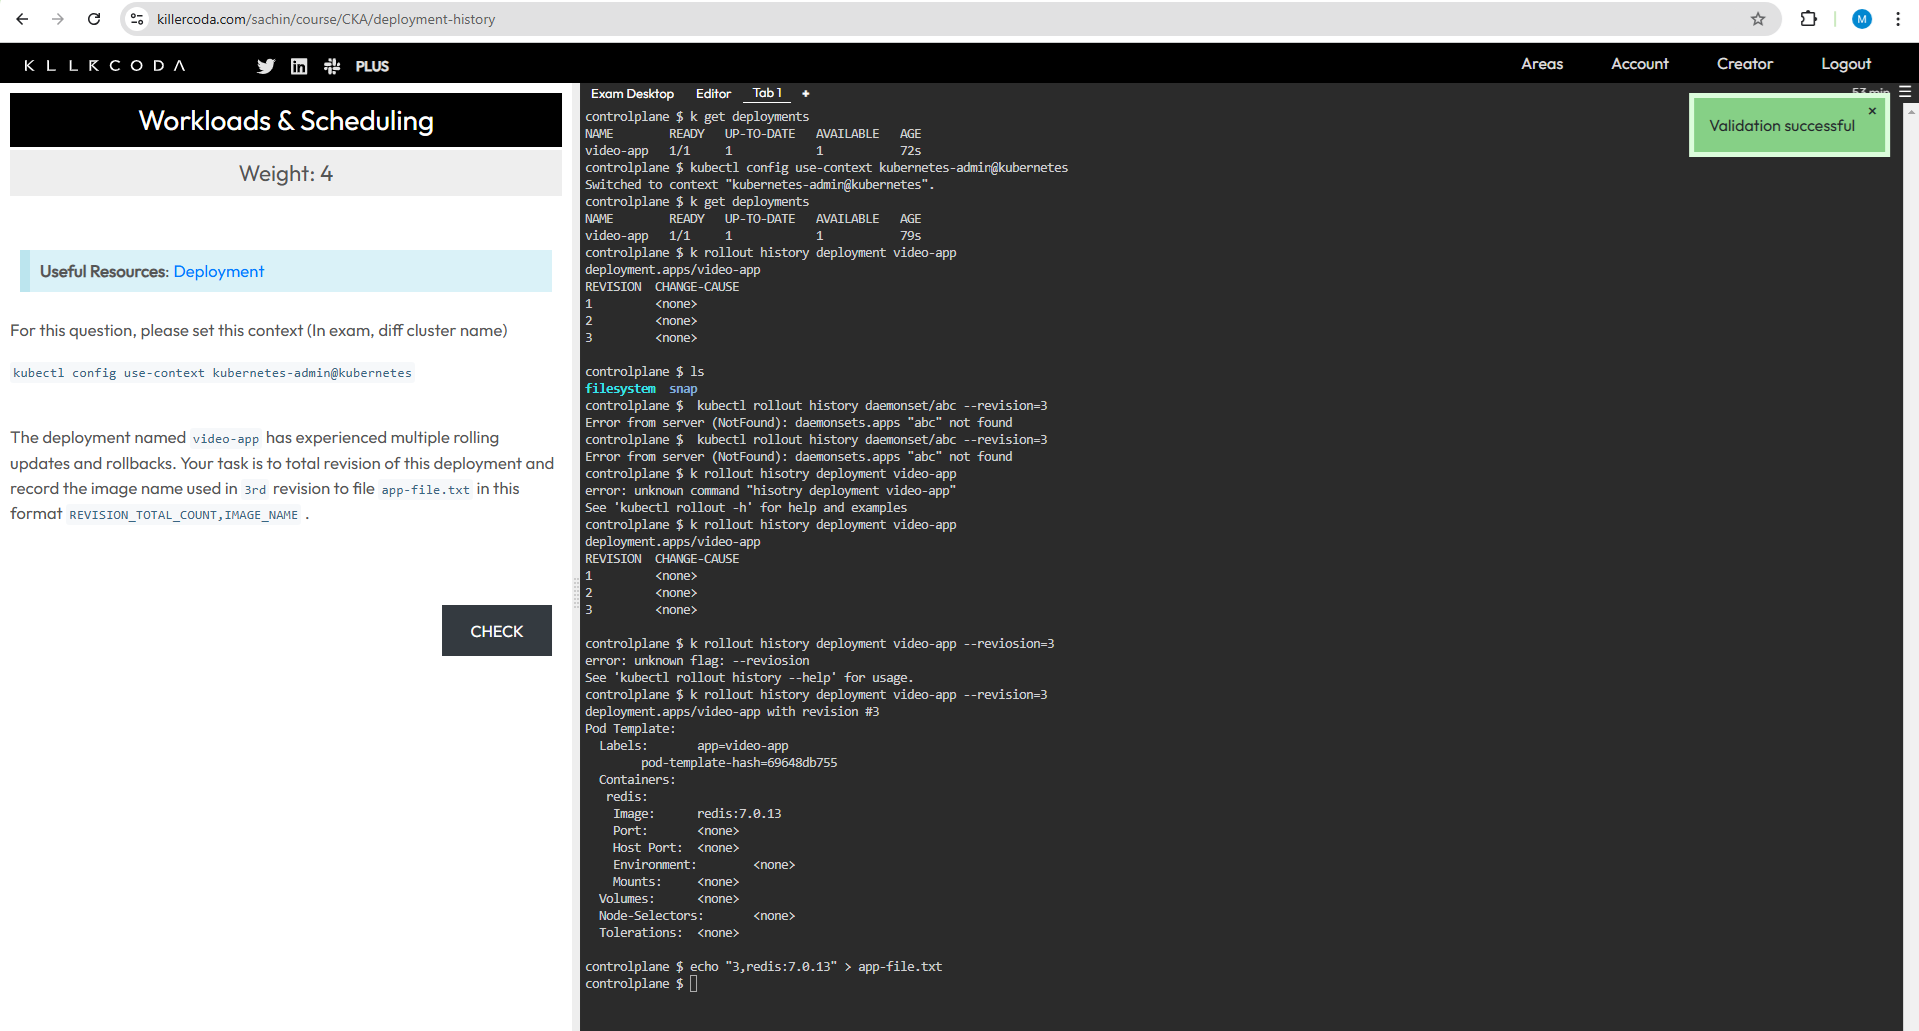 killercoda.com/sachin/course/CKA/deployment-history
M
KILLERCODA
PLUS
Areas
Account
Creator
Logout
Workloads & Scheduling
Weight: 4
Useful Resources: Deployment
For this question, please set this context (In exam, diff cluster name)
kubectl config use-context kubernetes-admin@kubernetes
The deployment named video-app has experienced multiple rolling
updates and rollbacks. Your task is to total revision of this deployment and
record the image name used in 3rd revision to file app-file.txt in this
format REVISION_TOTAL_COUNT,IMAGE_NAME .
CHECK
Exam Desktop
Editor
Tab 1
+
53 min
Validation successful
×
controlplane $ k get deployments
NAME READY UP-TO-DATE AVAILABLE AGE
video-app 1/1 1 1 72s
controlplane $ kubectl config use-context kubernetes-admin@kubernetes
Switched to context "kubernetes-admin@kubernetes".
controlplane $ k get deployments
NAME READY UP-TO-DATE AVAILABLE AGE
video-app 1/1 1 1 79s
controlplane $ k rollout history deployment video-app
deployment.apps/video-app
REVISION CHANGE-CAUSE
1 <none>
2 <none>
3 <none>
controlplane $ ls
filesystem snap
controlplane $ kubectl rollout history daemonset/abc --revision=3
Error from server (NotFound): daemonsets.apps "abc" not found
controlplane $ kubectl rollout history daemonset/abc --revision=3
Error from server (NotFound): daemonsets.apps "abc" not found
controlplane $ k rollout hisotry deployment video-app
error: unknown command "hisotry deployment video-app"
See 'kubectl rollout -h' for help and examples
controlplane $ k rollout history deployment video-app
deployment.apps/video-app
REVISION CHANGE-CAUSE
1 <none>
2 <none>
3 <none>
controlplane $ k rollout history deployment video-app --reviosion=3
error: unknown flag: --reviosion
See 'kubectl rollout history --help' for usage.
controlplane $ k rollout history deployment video-app --revision=3
deployment.apps/video-app with revision #3
Pod Template:
Labels: app=video-app
pod-template-hash=69648db755
Containers:
redis:
Image: redis:7.0.13
Port: <none>
Host Port: <none>
Environment: <none>
Mounts: <none>
Volumes: <none>
Node-Selectors: <none>
Tolerations: <none>
controlplane $ echo "3,redis:7.0.13" > app-file.txt
controlplane $